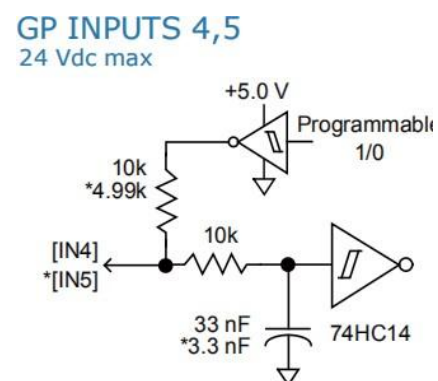 GP INPUTS 4,5
24 Vdc max
+5.0 V
Programmable
1/0
10k
*4.99k
10k
[IN4]
*[IN5]
33 nF
*3.3 nF
74HC14